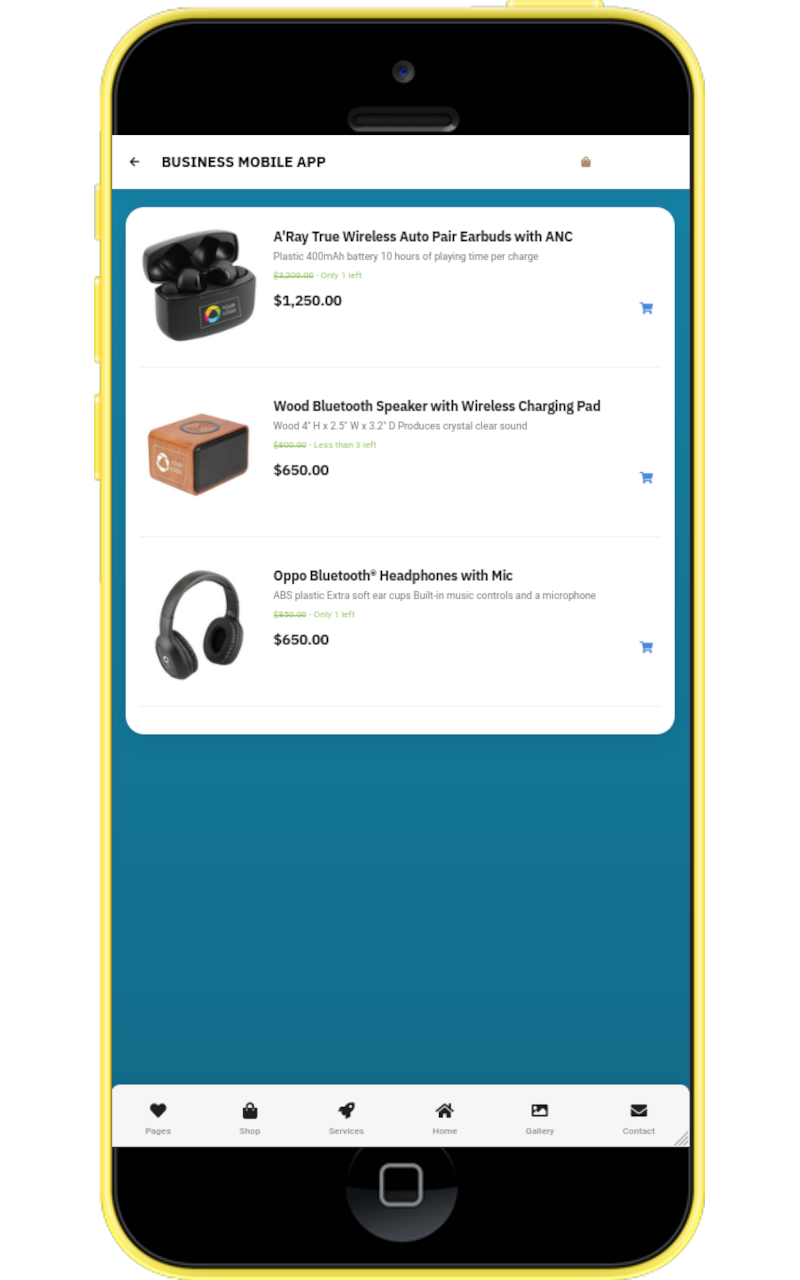 BUSINESS MOBILE APP
A'Ray True Wireless Auto Pair Earbuds with ANC
Plastic 400mAh battery 10 hours of playing time per charge
$3,200.00 - Only 1 left
$1,250.00
YOUR
LOGO
Wood Bluetooth Speaker with Wireless Charging Pad
Wood 4" H x 2.5" W x 3.2" D Produces crystal clear sound
$800.00 - Less than 3 left
$650.00
YOUR
LOGO
Oppo Bluetooth® Headphones with Mic
ABS plastic Extra soft ear cups Built-in music controls and a microphone
$850.00 - Only 1 left
$650.00
Pages
Shop
Services
Home
Gallery
Contact